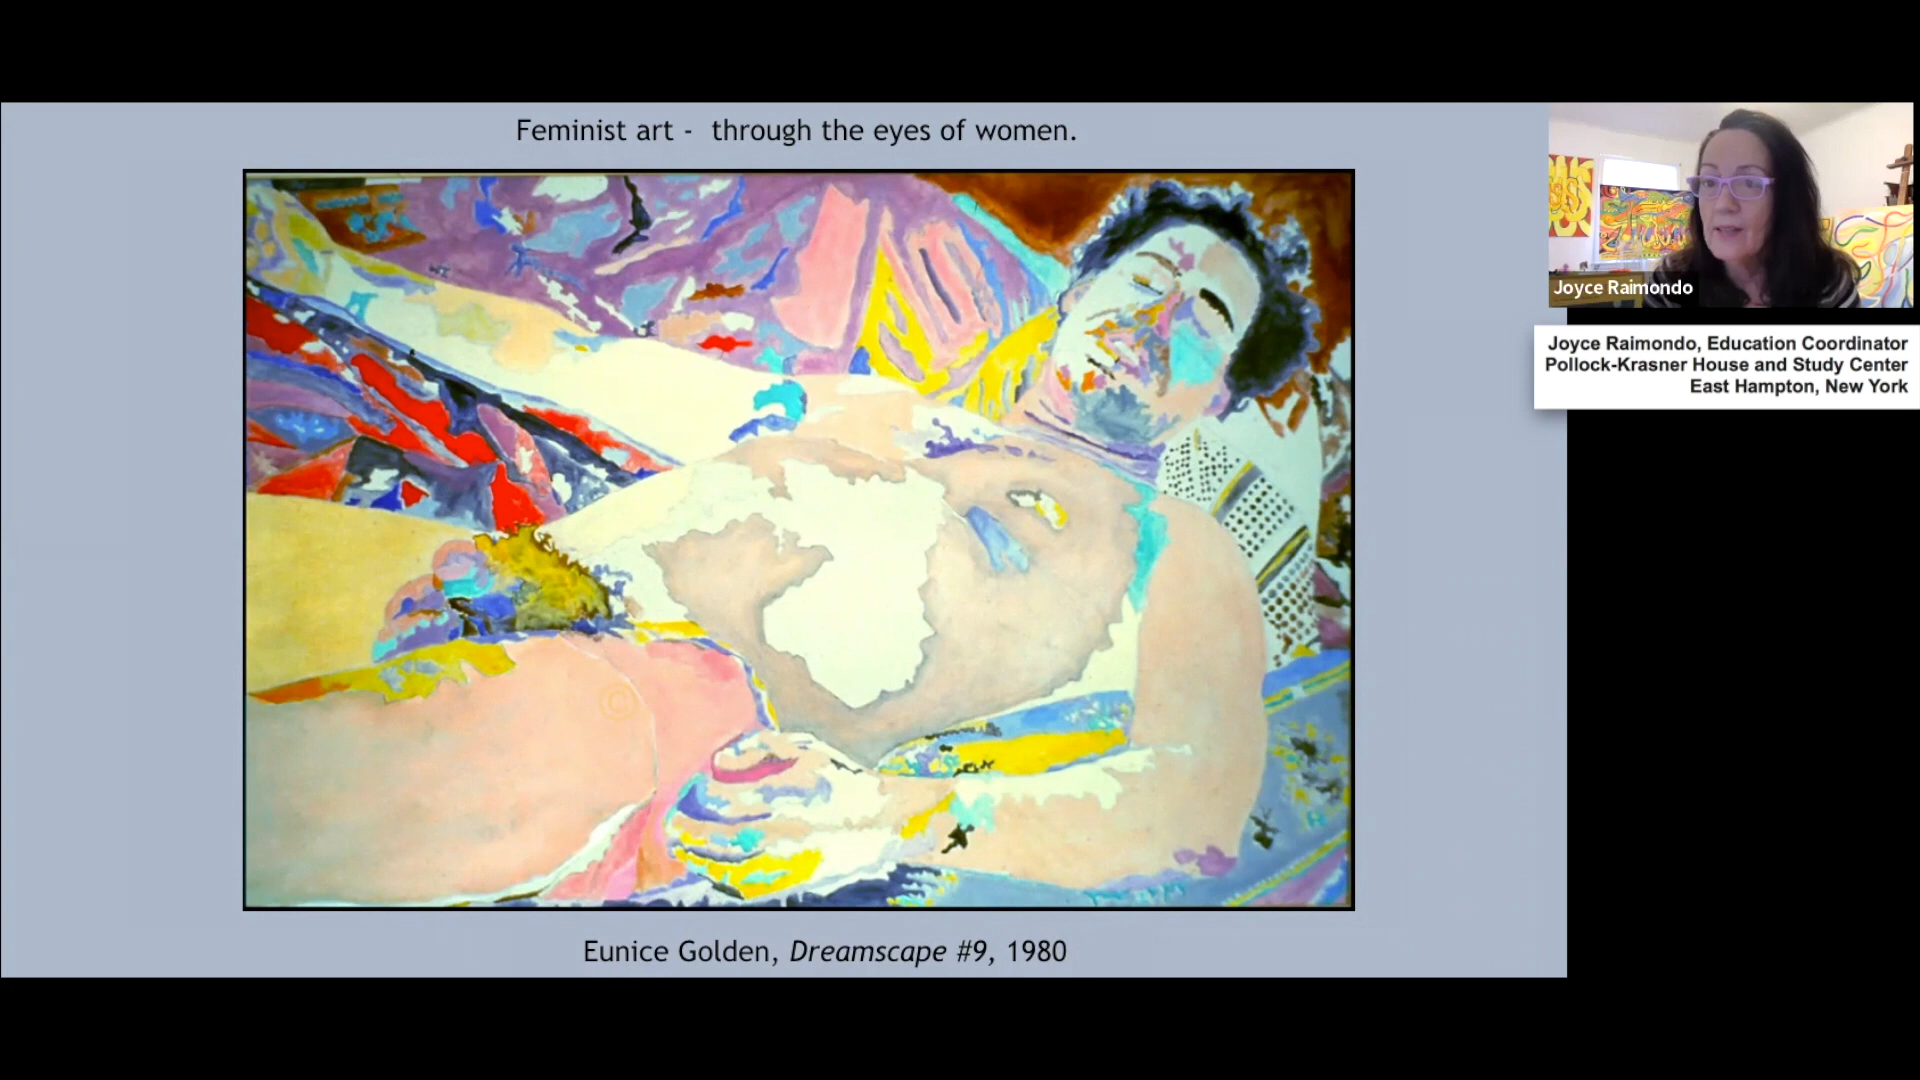 Feminist art -  through the eyes of women.
Joyce Raimondo
Joyce Raimondo, Education Coordinator
Pollock-Krasner House and Study Center
East Hampton, New York
©
Eunice Golden, Dreamscape #9, 1980